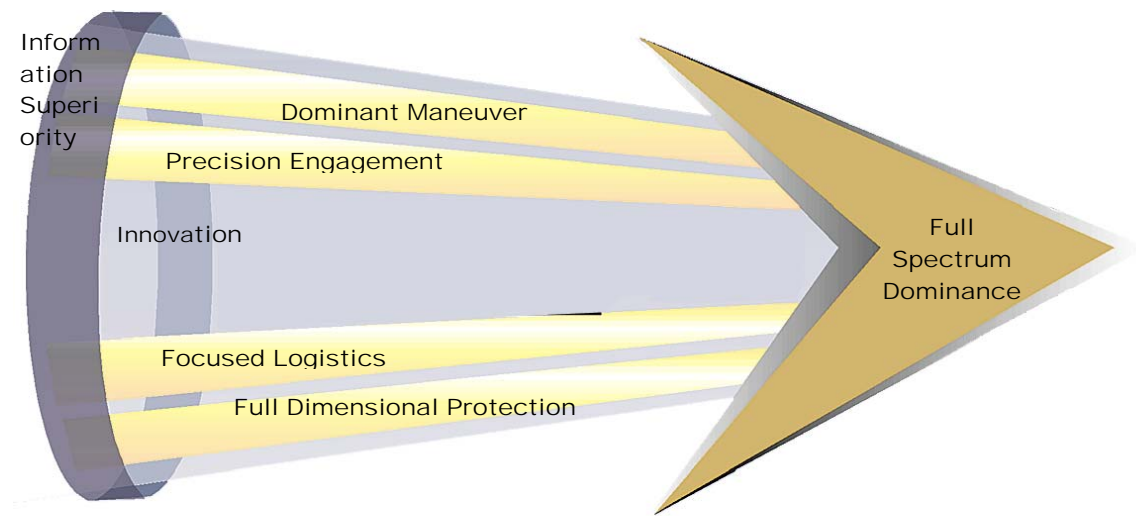 Inform
ation
Superi
ority
Dominant Maneuver
Precision Engagement
Innovation
Full
Spectrum
Dominance
Focused Logistics
Full Dimensional Protection